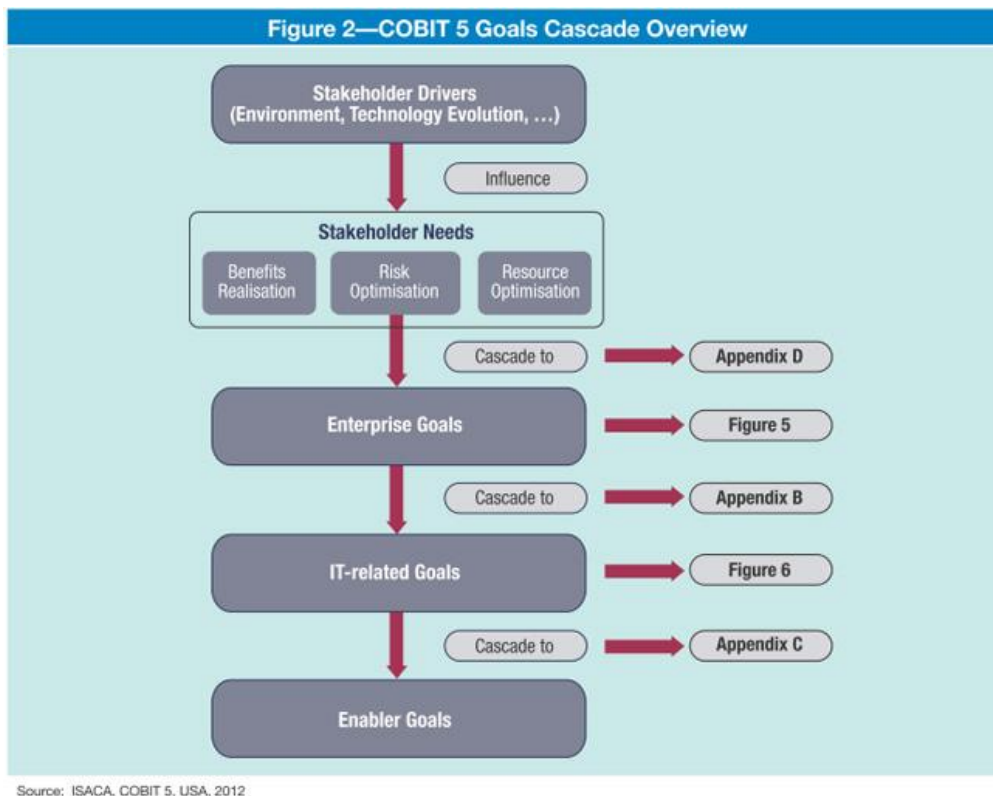 Figure 2—COBIT 5 Goals Cascade Overview
Stakeholder Drivers
(Environment, Technology Evolution, …)
Influence
Stakeholder Needs
Benefits
Realisation
Risk
Optimisation
Resource
Optimisation
Cascade to
Appendix D
Enterprise Goals
Figure 5
Cascade to
Appendix B
IT-related Goals
Figure 6
Cascade to
Appendix C
Enabler Goals
Source: ISACA, COBIT 5, USA, 2012